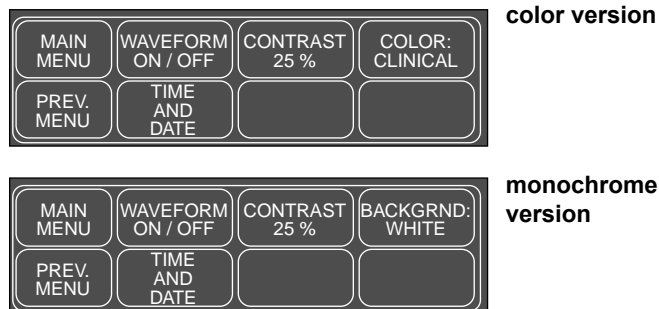 color version
MAIN MENU
WAVEFORM ON / OFF
CONTRAST 25 %
COLOR: CLINICAL
PREV. MENU
TIME AND DATE
monochrome version
MAIN MENU
WAVEFORM ON / OFF
CONTRAST 25 %
BACKGRND: WHITE
PREV. MENU
TIME AND DATE